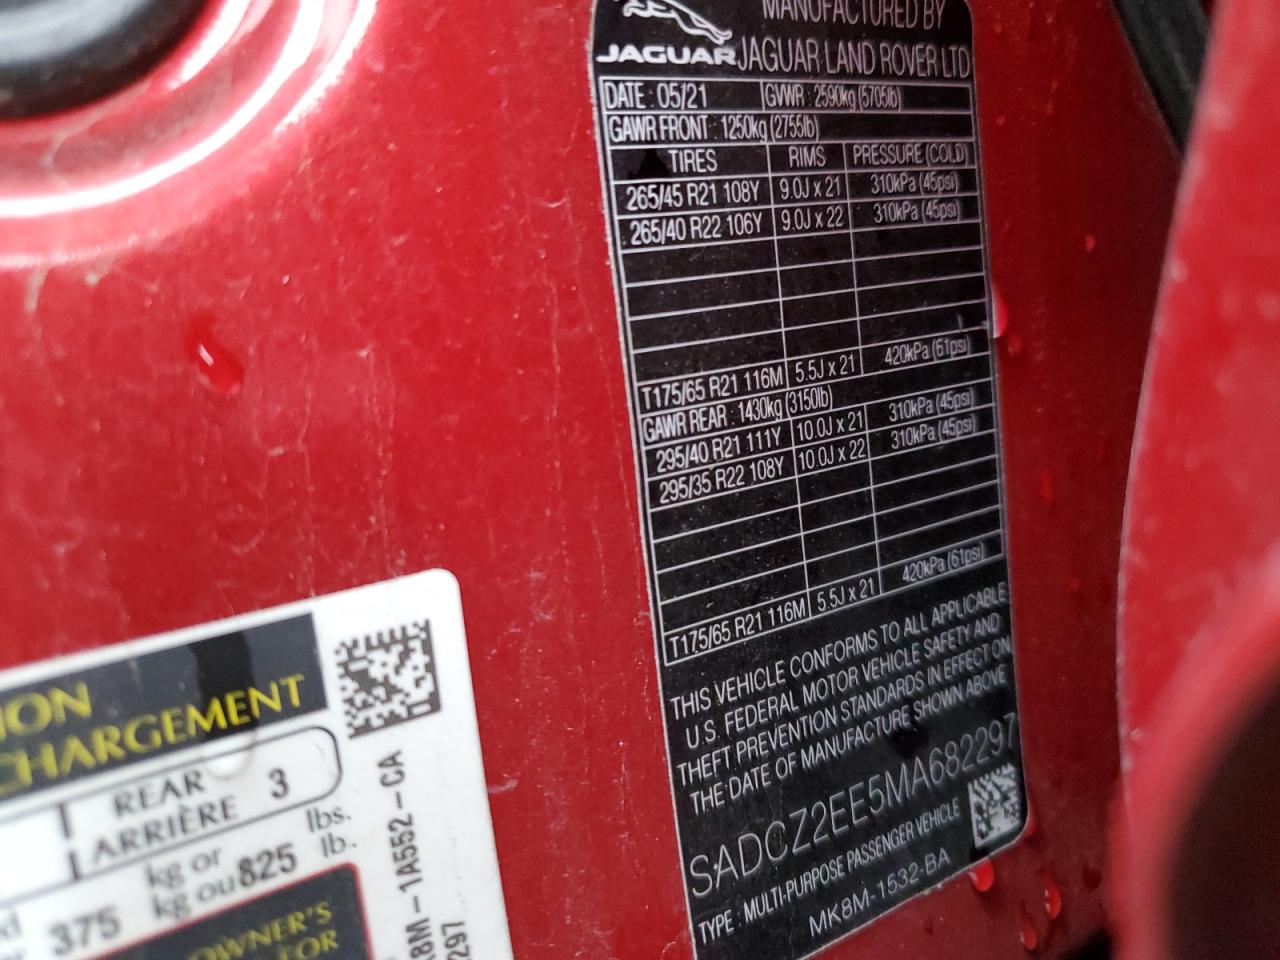 MANUFACTURED BY
JAGUAR JAGUAR LAND ROVER LTD
DATE : 05/21 GVWR : 2590kg (5705lb)
GAWR FRONT : 1250kg (2755lb)
TIRES RIMS PRESSURE (COLD)
265/45 R21 108Y 9.0J x 21 310kPa (45psi)
265/40 R22 106Y 9.0J x 22 310kPa (45psi)
T175/65 R21 116M 5.5J x 21 420kPa (61psi)
GAWR REAR : 1430kg (3150lb)
295/40 R21 111Y 10.0J x 21 310kPa (45psi)
295/35 R22 108Y 10.0J x 22 310kPa (45psi)
T175/65 R21 116M 5.5J x 21 420kPa (61psi)
THIS VEHICLE CONFORMS TO ALL APPLICABLE
U.S. FEDERAL MOTOR VEHICLE SAFETY AND
THEFT PREVENTION STANDARDS IN EFFECT ON
THE DATE OF MANUFACTURE SHOWN ABOVE
SADCZ2EE5MA682297
TYPE : MULTI-PURPOSE PASSENGER VEHICLE
MK8M-1532-BA
ION
CHARGEMENT
REAR
ARRIÈRE 3
kg or lbs.
375 kg ou 825 lb.
OWNER'S
FOR
K8M-1A552-CA
297